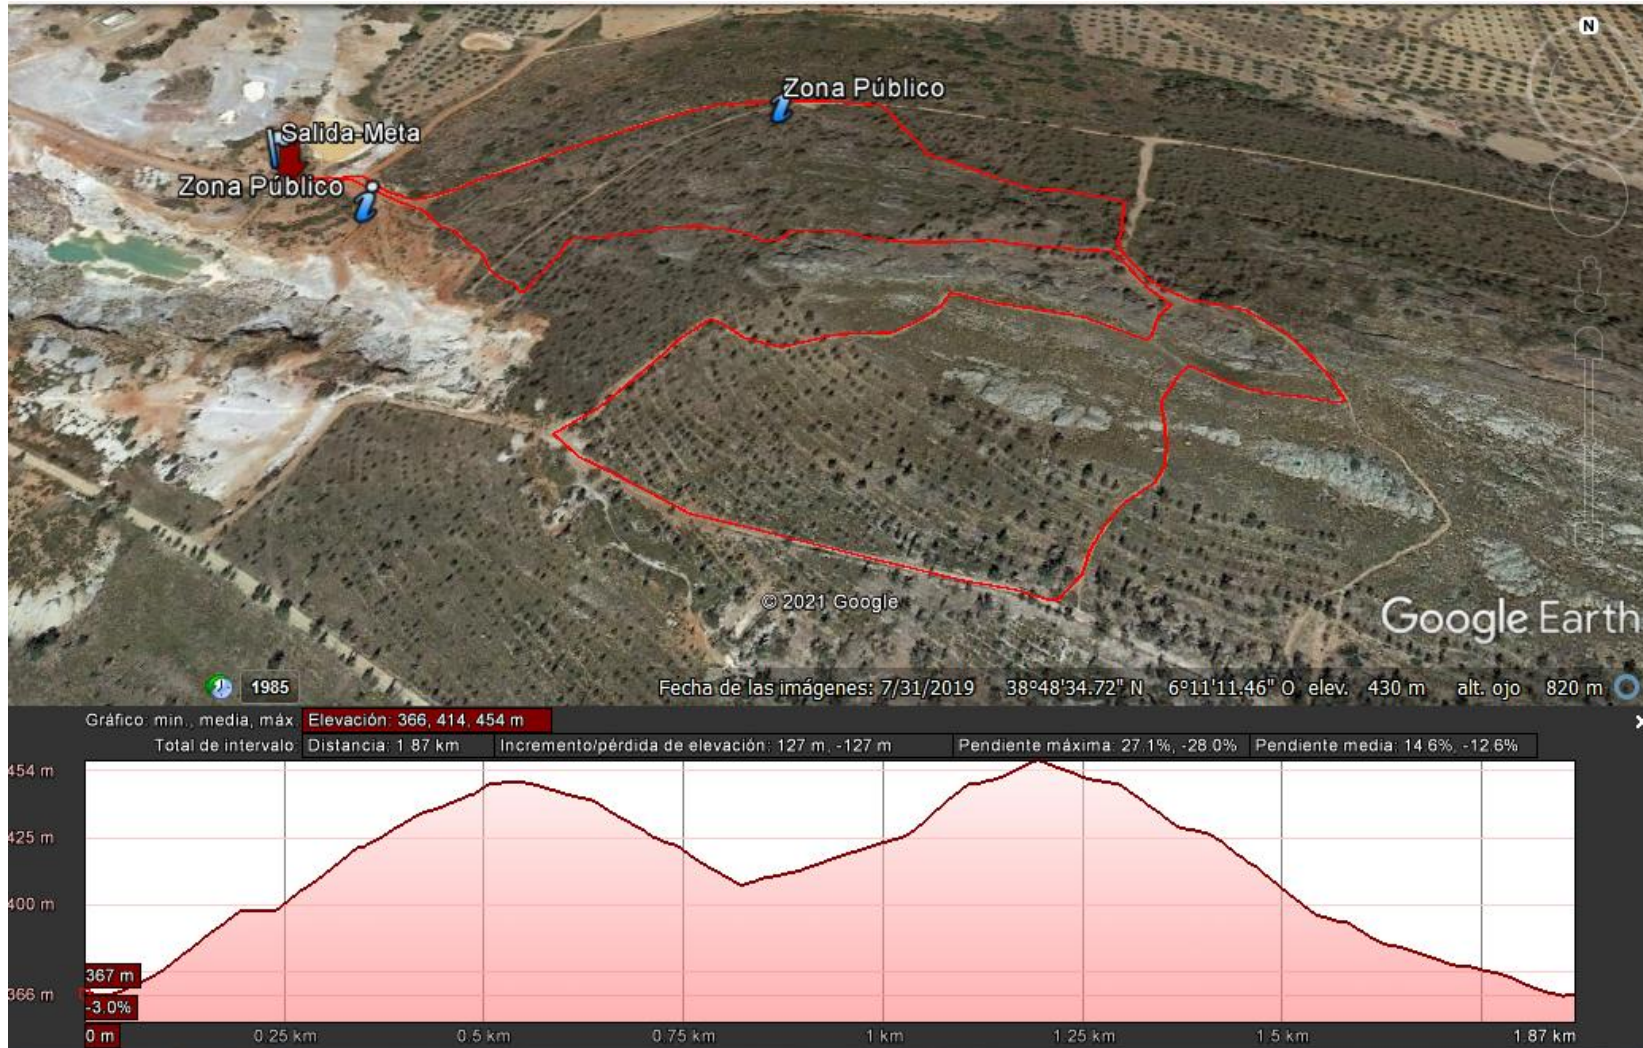 N
Zona Público
Salida-Meta
Zona Público
© 2021 Google
Google Earth
1985
Fecha de las imágenes: 7/31/2019 38°48'34.72" N 6°11'11.46" O elev. 430 m alt. ojo 820 m
Gráfico: min., media, máx. Elevación: 366, 414, 454 m
Total de intervalo: Distancia: 1.87 km Incremento/pérdida de elevación: 127 m, -127 m Pendiente máxima: 27.1%, -28.0% Pendiente media: 14.6%, -12.6%
454 m
425 m
400 m
367 m
366 m
-3.0%
0 m 0.25 km 0.5 km 0.75 km 1 km 1.25 km 1.5 km 1.87 km